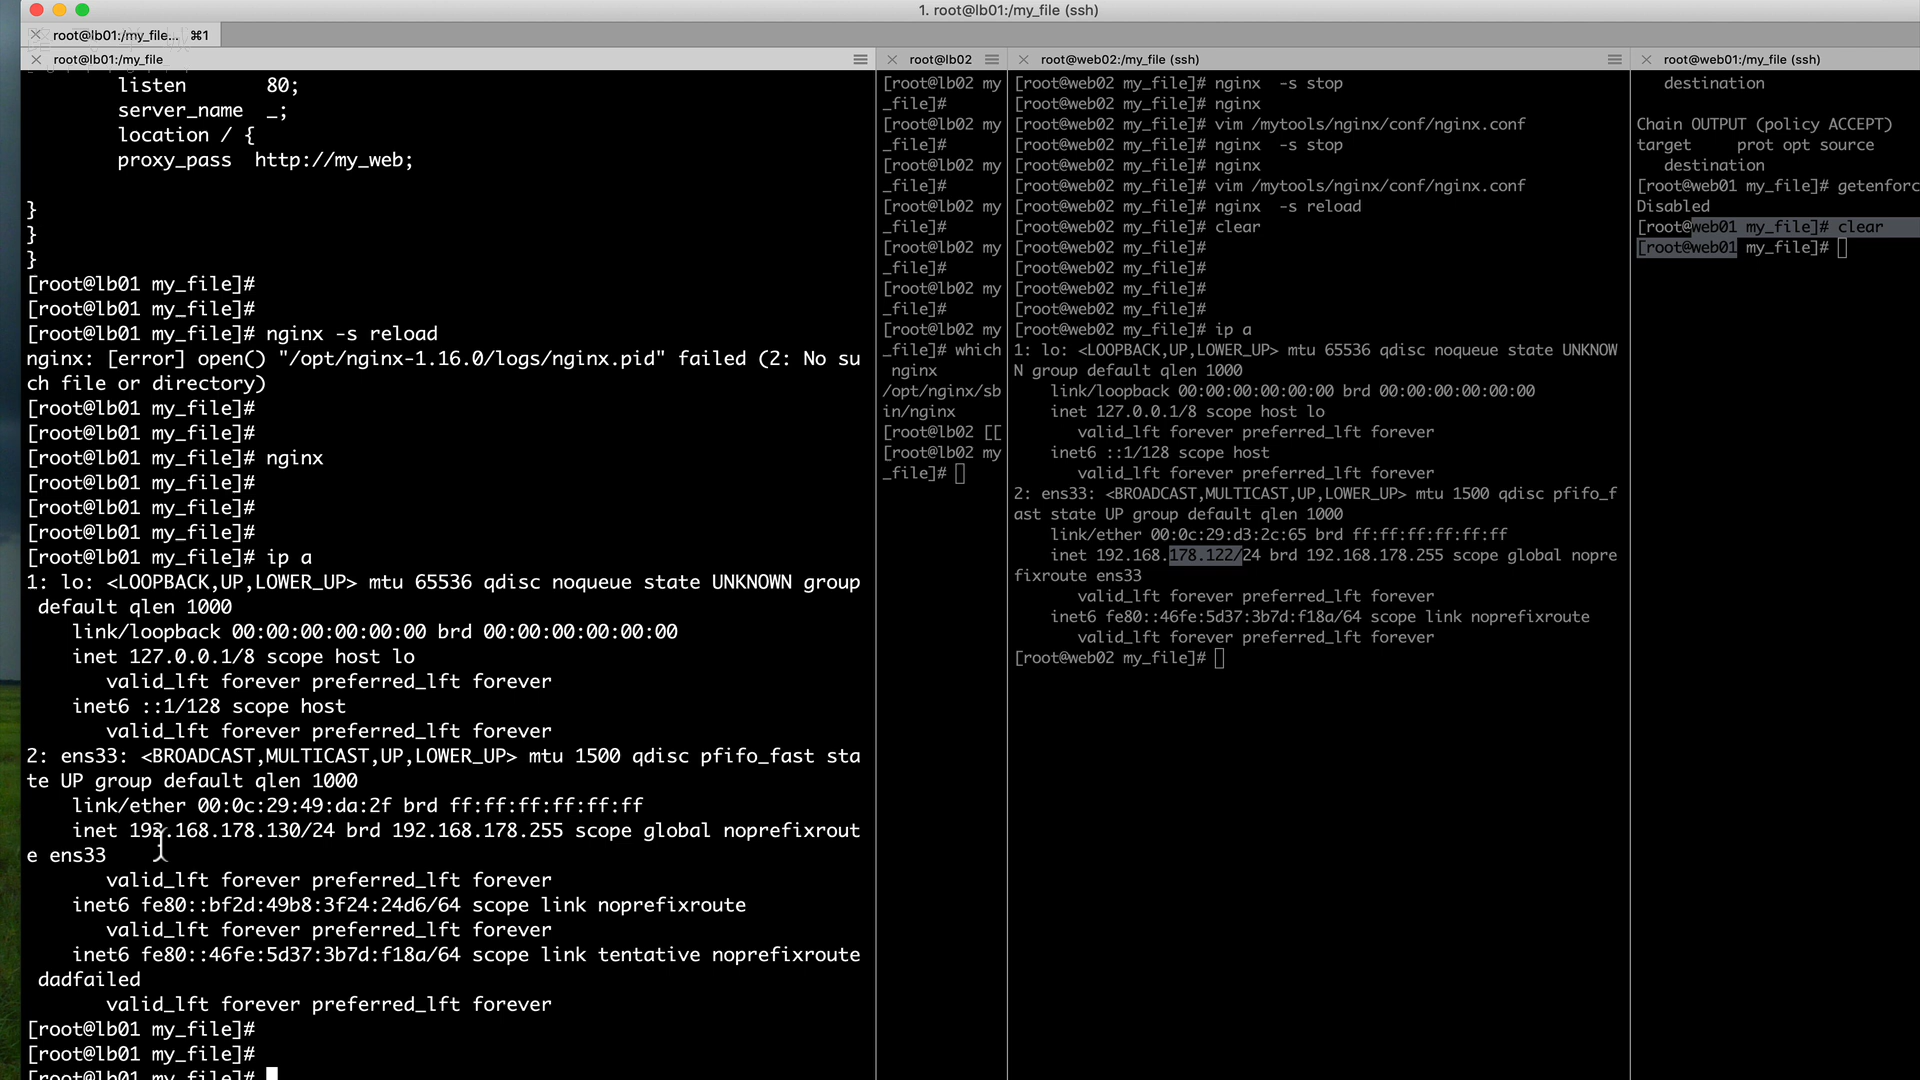 1. root@lb01:/my_file (ssh)
root@lb01:/my_file... ⌘1
root@lb01:/my_file
listen       80;
server_name  _;
location / {
proxy_pass  http://my_web;
}
}
}
[root@lb01 my_file]#
[root@lb01 my_file]#
[root@lb01 my_file]# nginx -s reload
nginx: [error] open() "/opt/nginx-1.16.0/logs/nginx.pid" failed (2: No su
ch file or directory)
[root@lb01 my_file]#
[root@lb01 my_file]#
[root@lb01 my_file]# nginx
[root@lb01 my_file]#
[root@lb01 my_file]#
[root@lb01 my_file]#
[root@lb01 my_file]# ip a
1: lo: <LOOPBACK,UP,LOWER_UP> mtu 65536 qdisc noqueue state UNKNOWN group
default qlen 1000
link/loopback 00:00:00:00:00:00 brd 00:00:00:00:00:00
inet 127.0.0.1/8 scope host lo
valid_lft forever preferred_lft forever
inet6 ::1/128 scope host
valid_lft forever preferred_lft forever
2: ens33: <BROADCAST,MULTICAST,UP,LOWER_UP> mtu 1500 qdisc pfifo_fast sta
te UP group default qlen 1000
link/ether 00:0c:29:49:da:2f brd ff:ff:ff:ff:ff:ff
inet 192.168.178.130/24 brd 192.168.178.255 scope global noprefixrout
e ens33
valid_lft forever preferred_lft forever
inet6 fe80::bf2d:49b8:3f24:24d6/64 scope link noprefixroute
valid_lft forever preferred_lft forever
inet6 fe80::46fe:5d37:3b7d:f18a/64 scope link tentative noprefixroute
dadfailed
valid_lft forever preferred_lft forever
[root@lb01 my_file]#
[root@lb01 my_file]#
[root@lb01 my_file]#
root@lb02
[root@lb02 my
_file]#
[root@lb02 my
_file]#
[root@lb02 my
_file]#
[root@lb02 my
_file]#
[root@lb02 my
_file]#
[root@lb02 my
_file]#
[root@lb02 my
_file]# which
nginx
/opt/nginx/sb
in/nginx
[root@lb02 [[
[root@lb02 my
_file]#
root@web02:/my_file (ssh)
[root@web02 my_file]# nginx  -s stop
[root@web02 my_file]# nginx
[root@web02 my_file]# vim /mytools/nginx/conf/nginx.conf
[root@web02 my_file]# nginx  -s stop
[root@web02 my_file]# nginx
[root@web02 my_file]# vim /mytools/nginx/conf/nginx.conf
[root@web02 my_file]# nginx  -s reload
[root@web02 my_file]# clear
[root@web02 my_file]#
[root@web02 my_file]#
[root@web02 my_file]#
[root@web02 my_file]#
[root@web02 my_file]# ip a
1: lo: <LOOPBACK,UP,LOWER_UP> mtu 65536 qdisc noqueue state UNKNOW
N group default qlen 1000
link/loopback 00:00:00:00:00:00 brd 00:00:00:00:00:00
inet 127.0.0.1/8 scope host lo
valid_lft forever preferred_lft forever
inet6 ::1/128 scope host
valid_lft forever preferred_lft forever
2: ens33: <BROADCAST,MULTICAST,UP,LOWER_UP> mtu 1500 qdisc pfifo_f
ast state UP group default qlen 1000
link/ether 00:0c:29:d3:2c:65 brd ff:ff:ff:ff:ff:ff
inet 192.168.178.122/24 brd 192.168.178.255 scope global nopre
fixroute ens33
valid_lft forever preferred_lft forever
inet6 fe80::46fe:5d37:3b7d:f18a/64 scope link noprefixroute
valid_lft forever preferred_lft forever
[root@web02 my_file]#
root@web01:/my_file (ssh)
destination
Chain OUTPUT (policy ACCEPT)
target     prot opt source
destination
[root@web01 my_file]# getenforc
Disabled
[root@web01 my_file]# clear
[root@web01 my_file]#